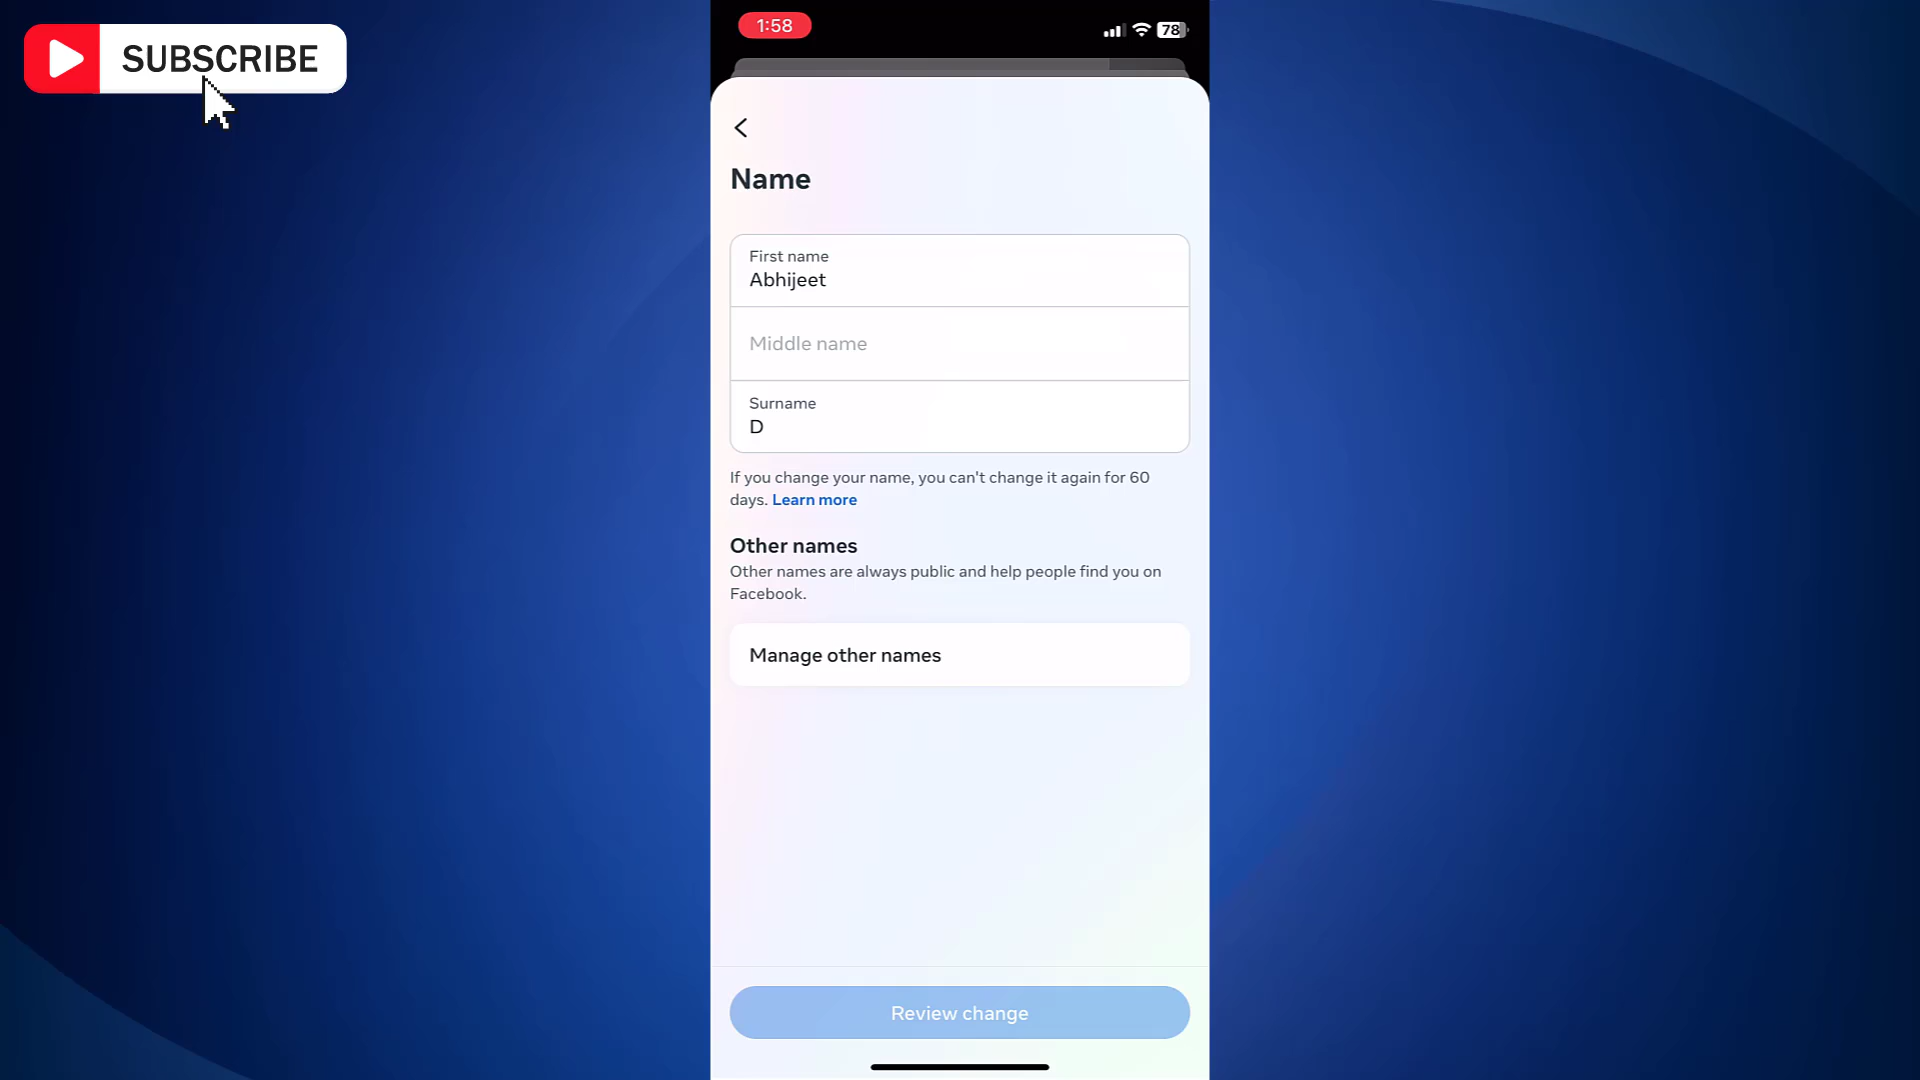 SUBSCRIBE
1:58
78
Name
First name
Abhijeet
Middle name
Surname
D
If you change your name, you can't change it again for 60
days. Learn more
Other names
Other names are always public and help people find you on
Facebook.
Manage other names
Review change